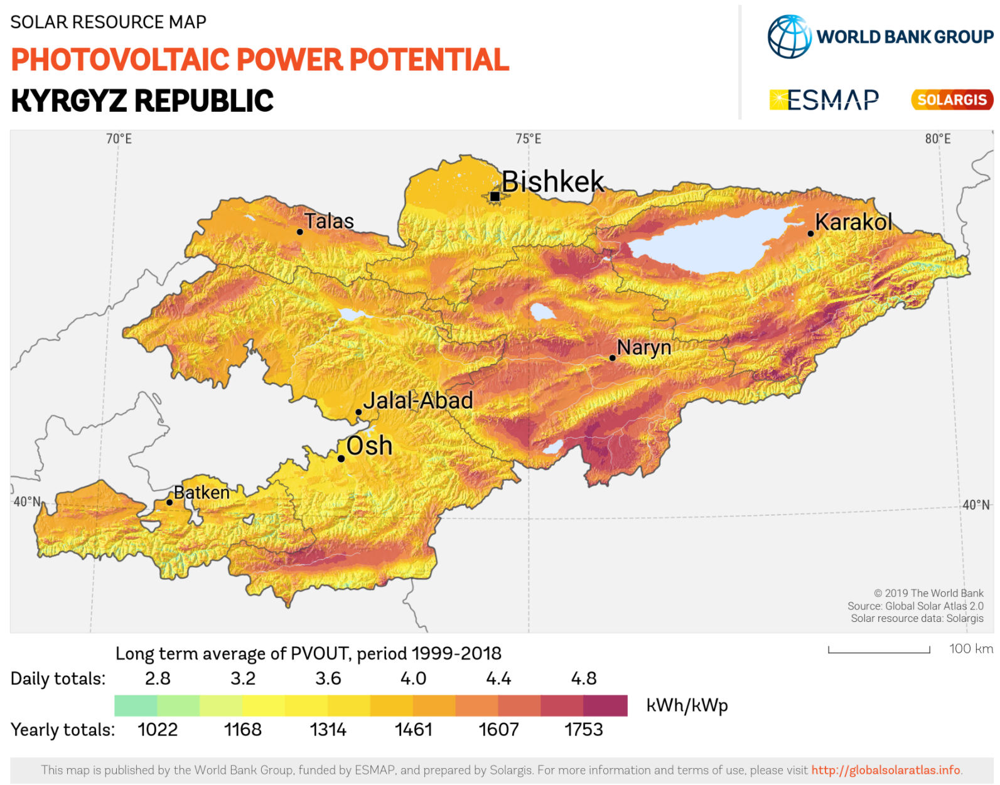 SOLAR RESOURCE MAP
PHOTOVOLTAIC POWER POTENTIAL
KYRGYZ REPUBLIC
WORLD BANK GROUP
ESMAP
SOLARGIS
70°E
75°E
80°E
Bishkek
Talas
Karakol
Naryn
Jalal-Abad
Osh
Batken
40°N
40°N
© 2019 The World Bank
Source: Global Solar Atlas 2.0
Solar resource data: Solargis
Long term average of PVOUT, period 1999-2018
100 km
Daily totals: 2.8 3.2 3.6 4.0 4.4 4.8
kWh/kWp
Yearly totals: 1022 1168 1314 1461 1607 1753
This map is published by the World Bank Group, funded by ESMAP, and prepared by Solargis. For more information and terms of use, please visit http://globalsolaratlas.info.